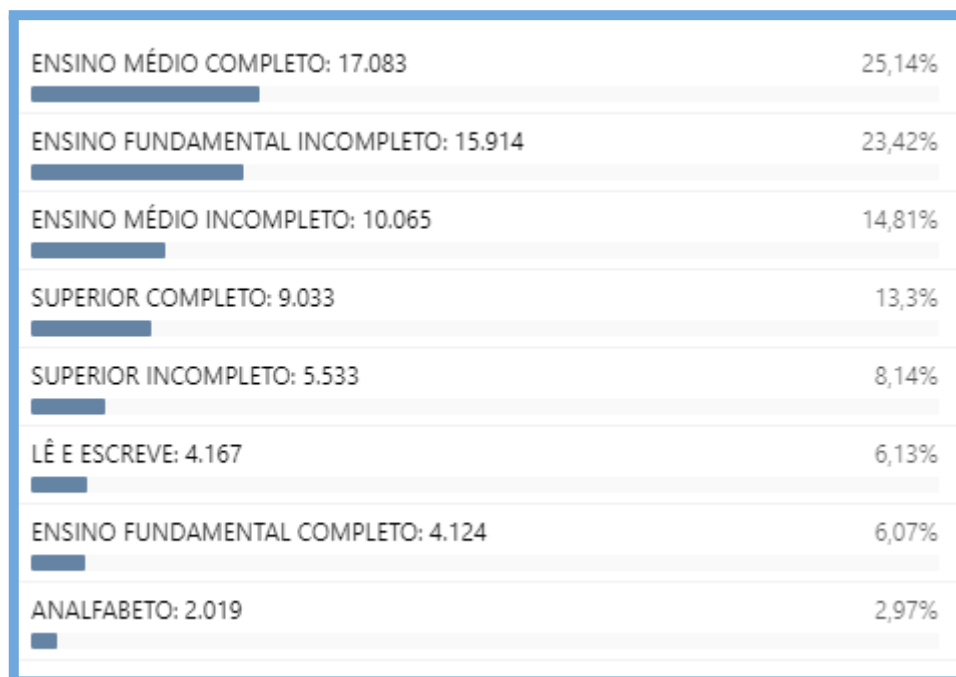 ENSINO MÉDIO COMPLETO: 17.083 25,14%
ENSINO FUNDAMENTAL INCOMPLETO: 15.914 23,42%
ENSINO MÉDIO INCOMPLETO: 10.065 14,81%
SUPERIOR COMPLETO: 9.033 13,3%
SUPERIOR INCOMPLETO: 5.533 8,14%
LÊ E ESCREVE: 4.167 6,13%
ENSINO FUNDAMENTAL COMPLETO: 4.124 6,07%
ANALFABETO: 2.019 2,97%